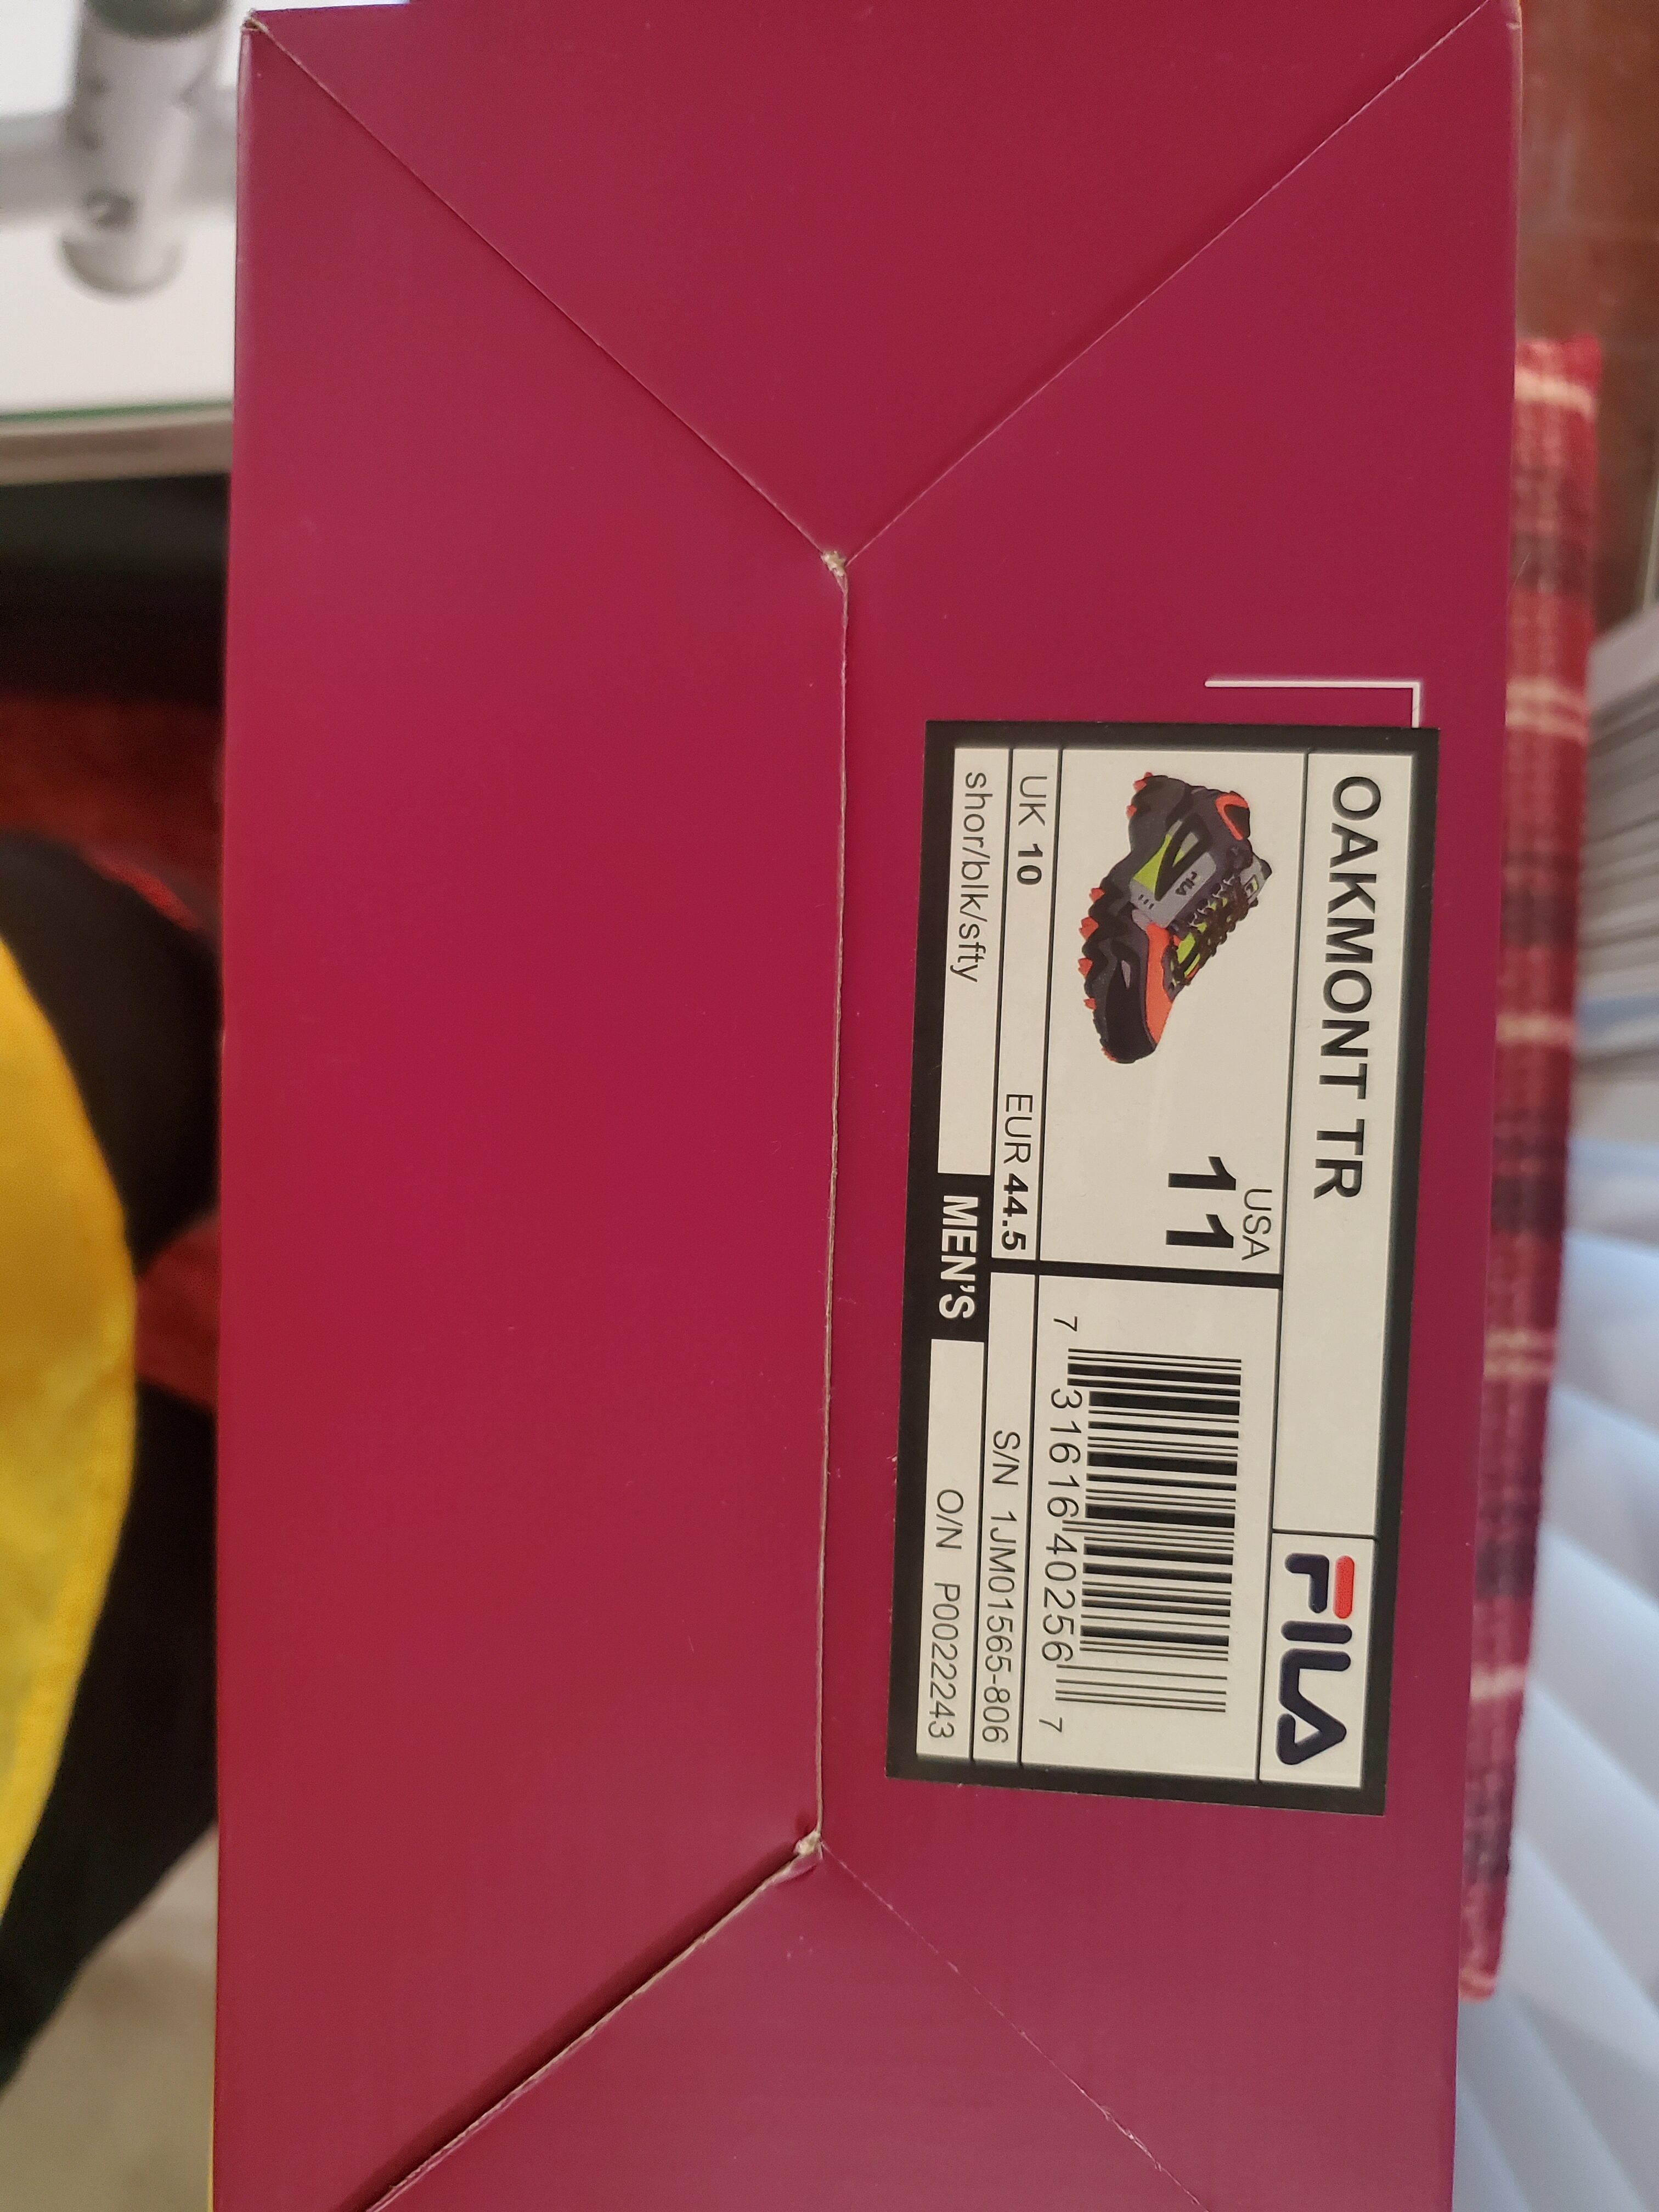 OAKMONT TR
FILA
USA
11
FILA
7 31616 40256 7
UK 10 EUR 44.5
S/N 1JM01565-806
shor/blk/sfty
MEN'S
O/N P0022243